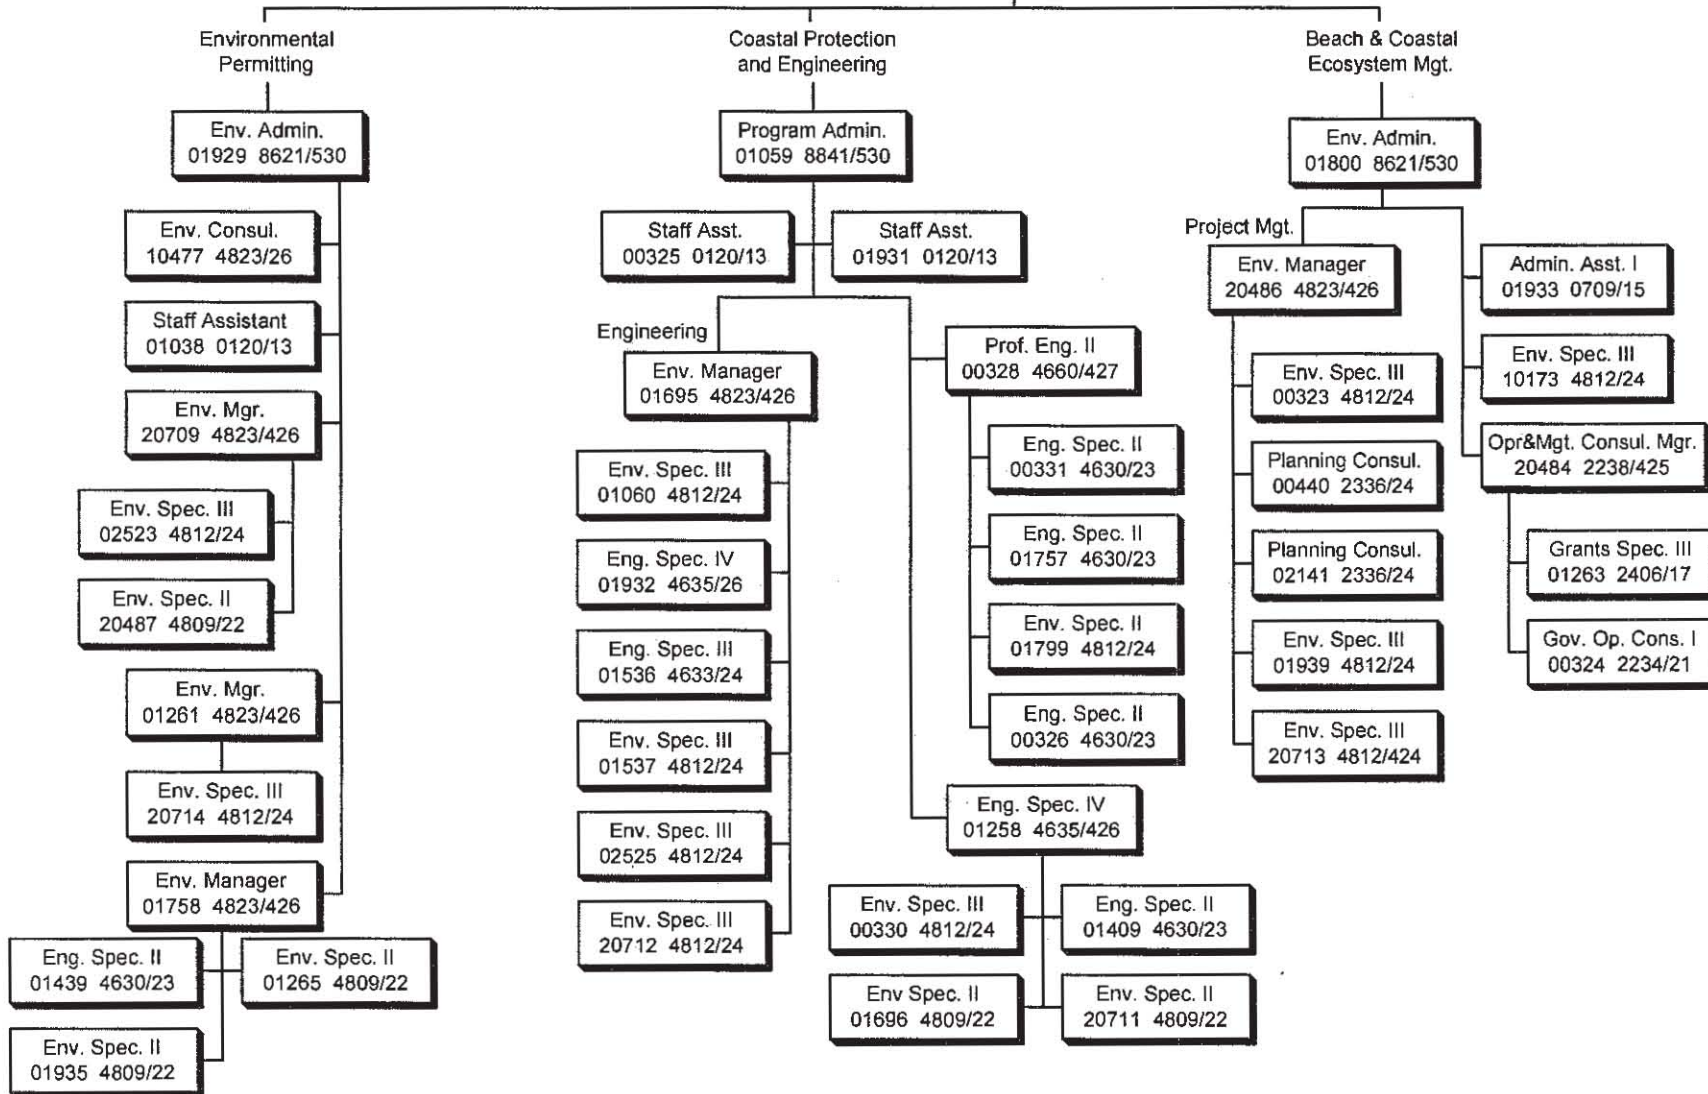 Environmental
Permitting
Env. Admin.
01929 8621/530
Env. Consul.
10477 4823/26
Staff Assistant
01038 0120/13
Env. Mgr.
20709 4823/426
Env. Spec. III
02523 4812/24
Env. Spec. II
20487 4809/22
Env. Mgr.
01261 4823/426
Env. Spec. III
20714 4812/24
Env. Manager
01758 4823/426
Eng. Spec. II
01439 4630/23
Env. Spec. II
01265 4809/22
Env. Spec. II
01935 4809/22
Coastal Protection
and Engineering
Program Admin.
01059 8841/530
Staff Asst.
00325 0120/13
Staff Asst.
01931 0120/13
Engineering
Env. Manager
01695 4823/426
Env. Spec. III
01060 4812/24
Eng. Spec. IV
01932 4635/26
Eng. Spec. III
01536 4633/24
Env. Spec. III
01537 4812/24
Env. Spec. III
02525 4812/24
Env. Spec. III
20712 4812/24
Prof. Eng. II
00328 4660/427
Eng. Spec. II
00331 4630/23
Eng. Spec. II
01757 4630/23
Env. Spec. II
01799 4812/24
Eng. Spec. II
00326 4630/23
Eng. Spec. IV
01258 4635/426
Env. Spec. III
00330 4812/24
Eng. Spec. II
01409 4630/23
Env Spec. II
01696 4809/22
Env. Spec. II
20711 4809/22
Beach & Coastal
Ecosystem Mgt.
Env. Admin.
01800 8621/530
Project Mgt.
Env. Manager
20486 4823/426
Env. Spec. III
00323 4812/24
Planning Consul.
00440 2336/24
Planning Consul.
02141 2336/24
Env. Spec. III
01939 4812/24
Env. Spec. III
20713 4812/424
Admin. Asst. I
01933 0709/15
Env. Spec. III
10173 4812/24
Opr&Mgt. Consul. Mgr.
20484 2238/425
Grants Spec. III
01263 2406/17
Gov. Op. Cons. I
00324 2234/21